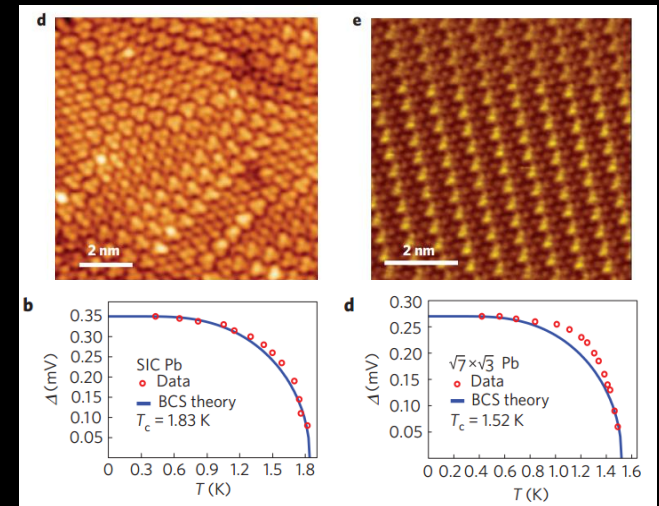 d
e
2 nm
2 nm
b
d
Δ (mV)
0.35
0.30
0.25
0.20
0.15
0.10
0.05
SIC Pb
Data
BCS theory
Tc = 1.83 K
0 0.3 0.6 0.9 1.2 1.5 1.8
T (K)
Δ (mV)
0.30
0.25
0.20
0.15
0.10
0.05
√7×√3 Pb
Data
BCS theory
Tc = 1.52 K
0 0.2 0.4 0.6 0.8 1.0 1.2 1.4 1.6
T (K)